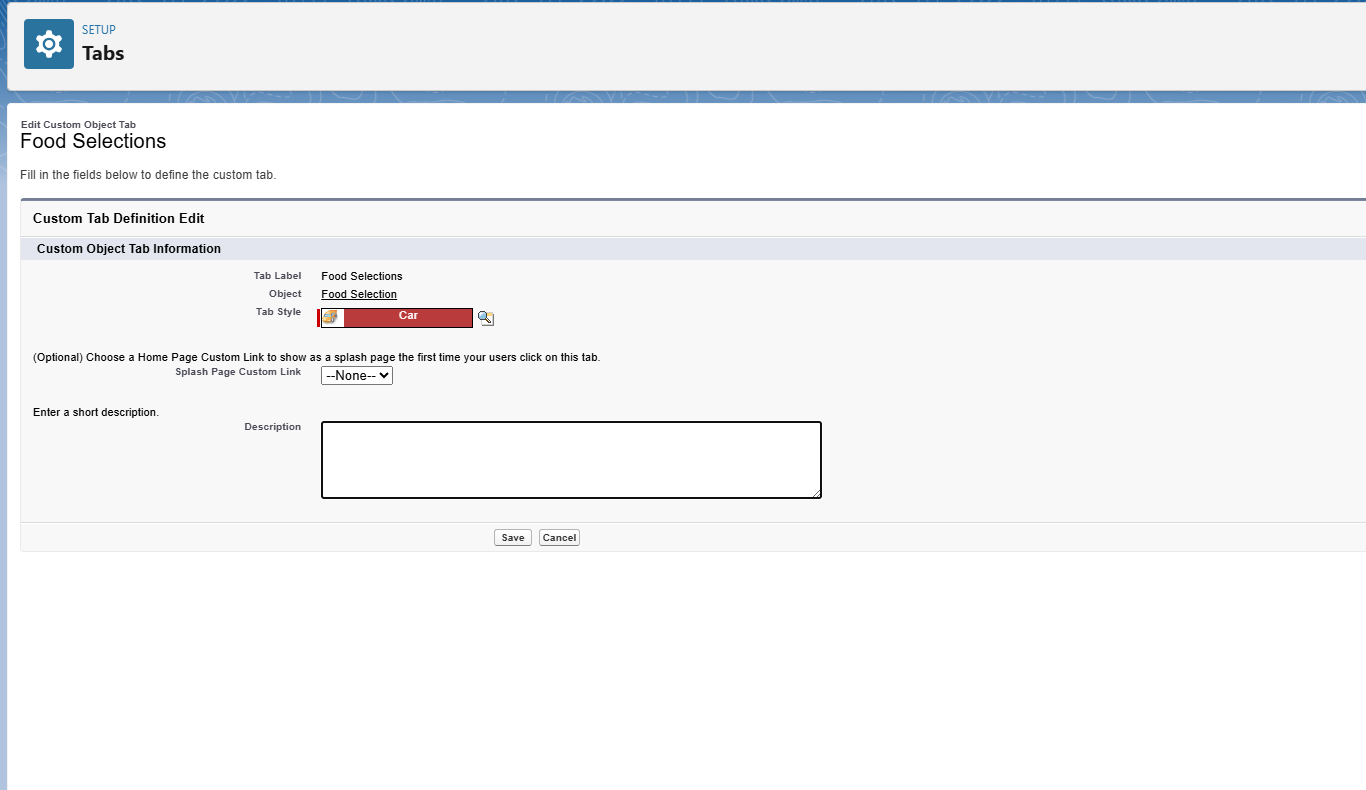 SETUP
Tabs
Edit Custom Object Tab
Food Selections
Fill in the fields below to define the custom tab.
Custom Tab Definition Edit
Custom Object Tab Information
Tab Label Food Selections
Object Food Selection
Tab Style Car
(Optional) Choose a Home Page Custom Link to show as a splash page the first time your users click on this tab.
Splash Page Custom Link --None--
Enter a short description.
Description
Save Cancel